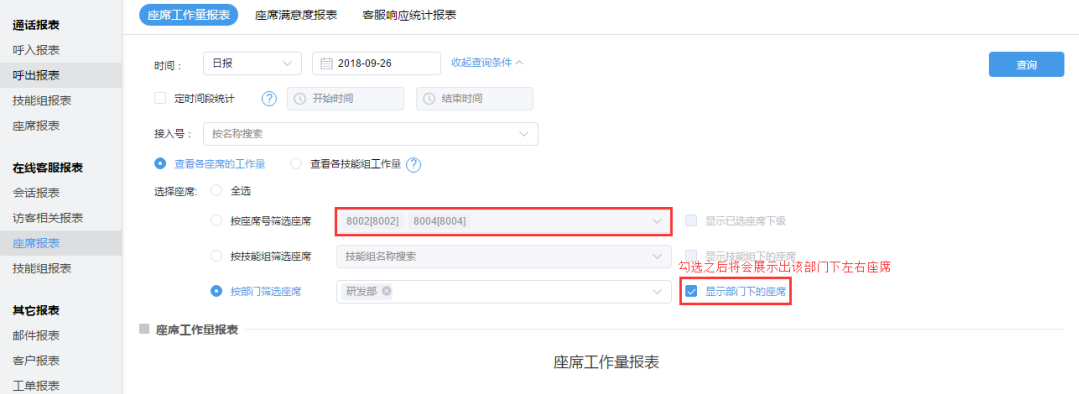 座席工作量报表 座席满意度报表 客服响应统计报表
通话报表
呼入报表
呼出报表
技能组报表
座席报表
在线客服报表
会话报表
访客相关报表
座席报表
技能组报表
其它报表
邮件报表
客户报表
工单报表
时间： 日报 2018-09-26 收起查询条件 查询
定时间段统计 ? 开始时间 结束时间
接入号： 按名称搜索
查看各座席的工作量 查看各技能组工作量 ?
选择座席: 全选
按座席号筛选座席 8002[8002] 8004[8004] 显示已选座席下级
按技能组筛选座席 技能组名称搜索 显示技能组下的座席
勾选之后将会展示出该部门下左右座席
按部门筛选座席 研发部 显示部门下的座席
座席工作量报表
座席工作量报表